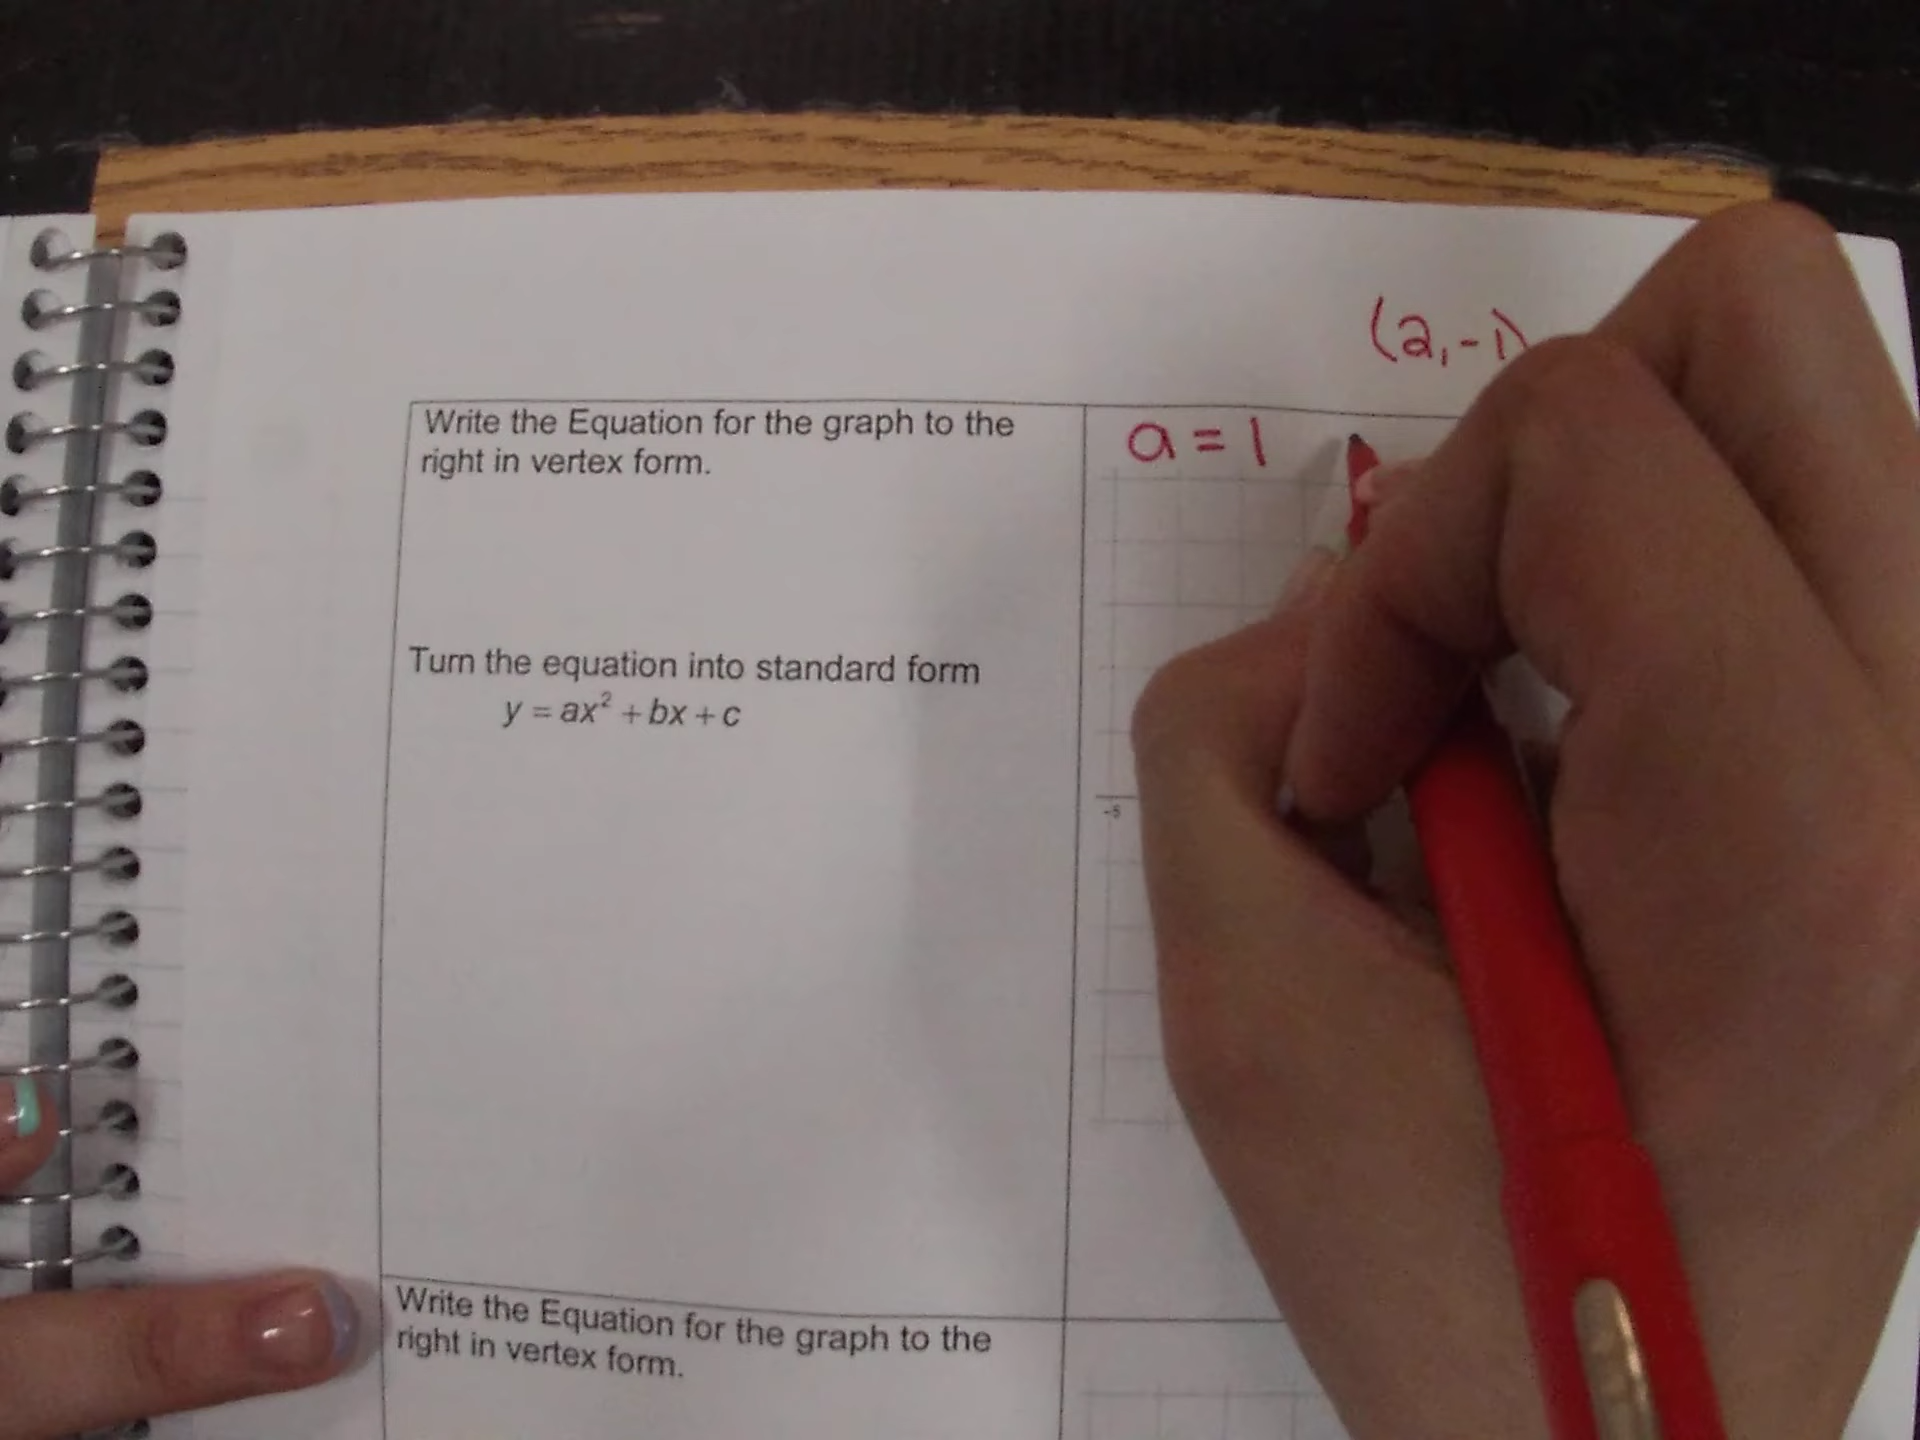 (2,-1)
Write the Equation for the graph to the
right in vertex form.
a = 1
Turn the equation into standard form
y = ax² + bx + c
-5
Write the Equation for the graph to the
right in vertex form.